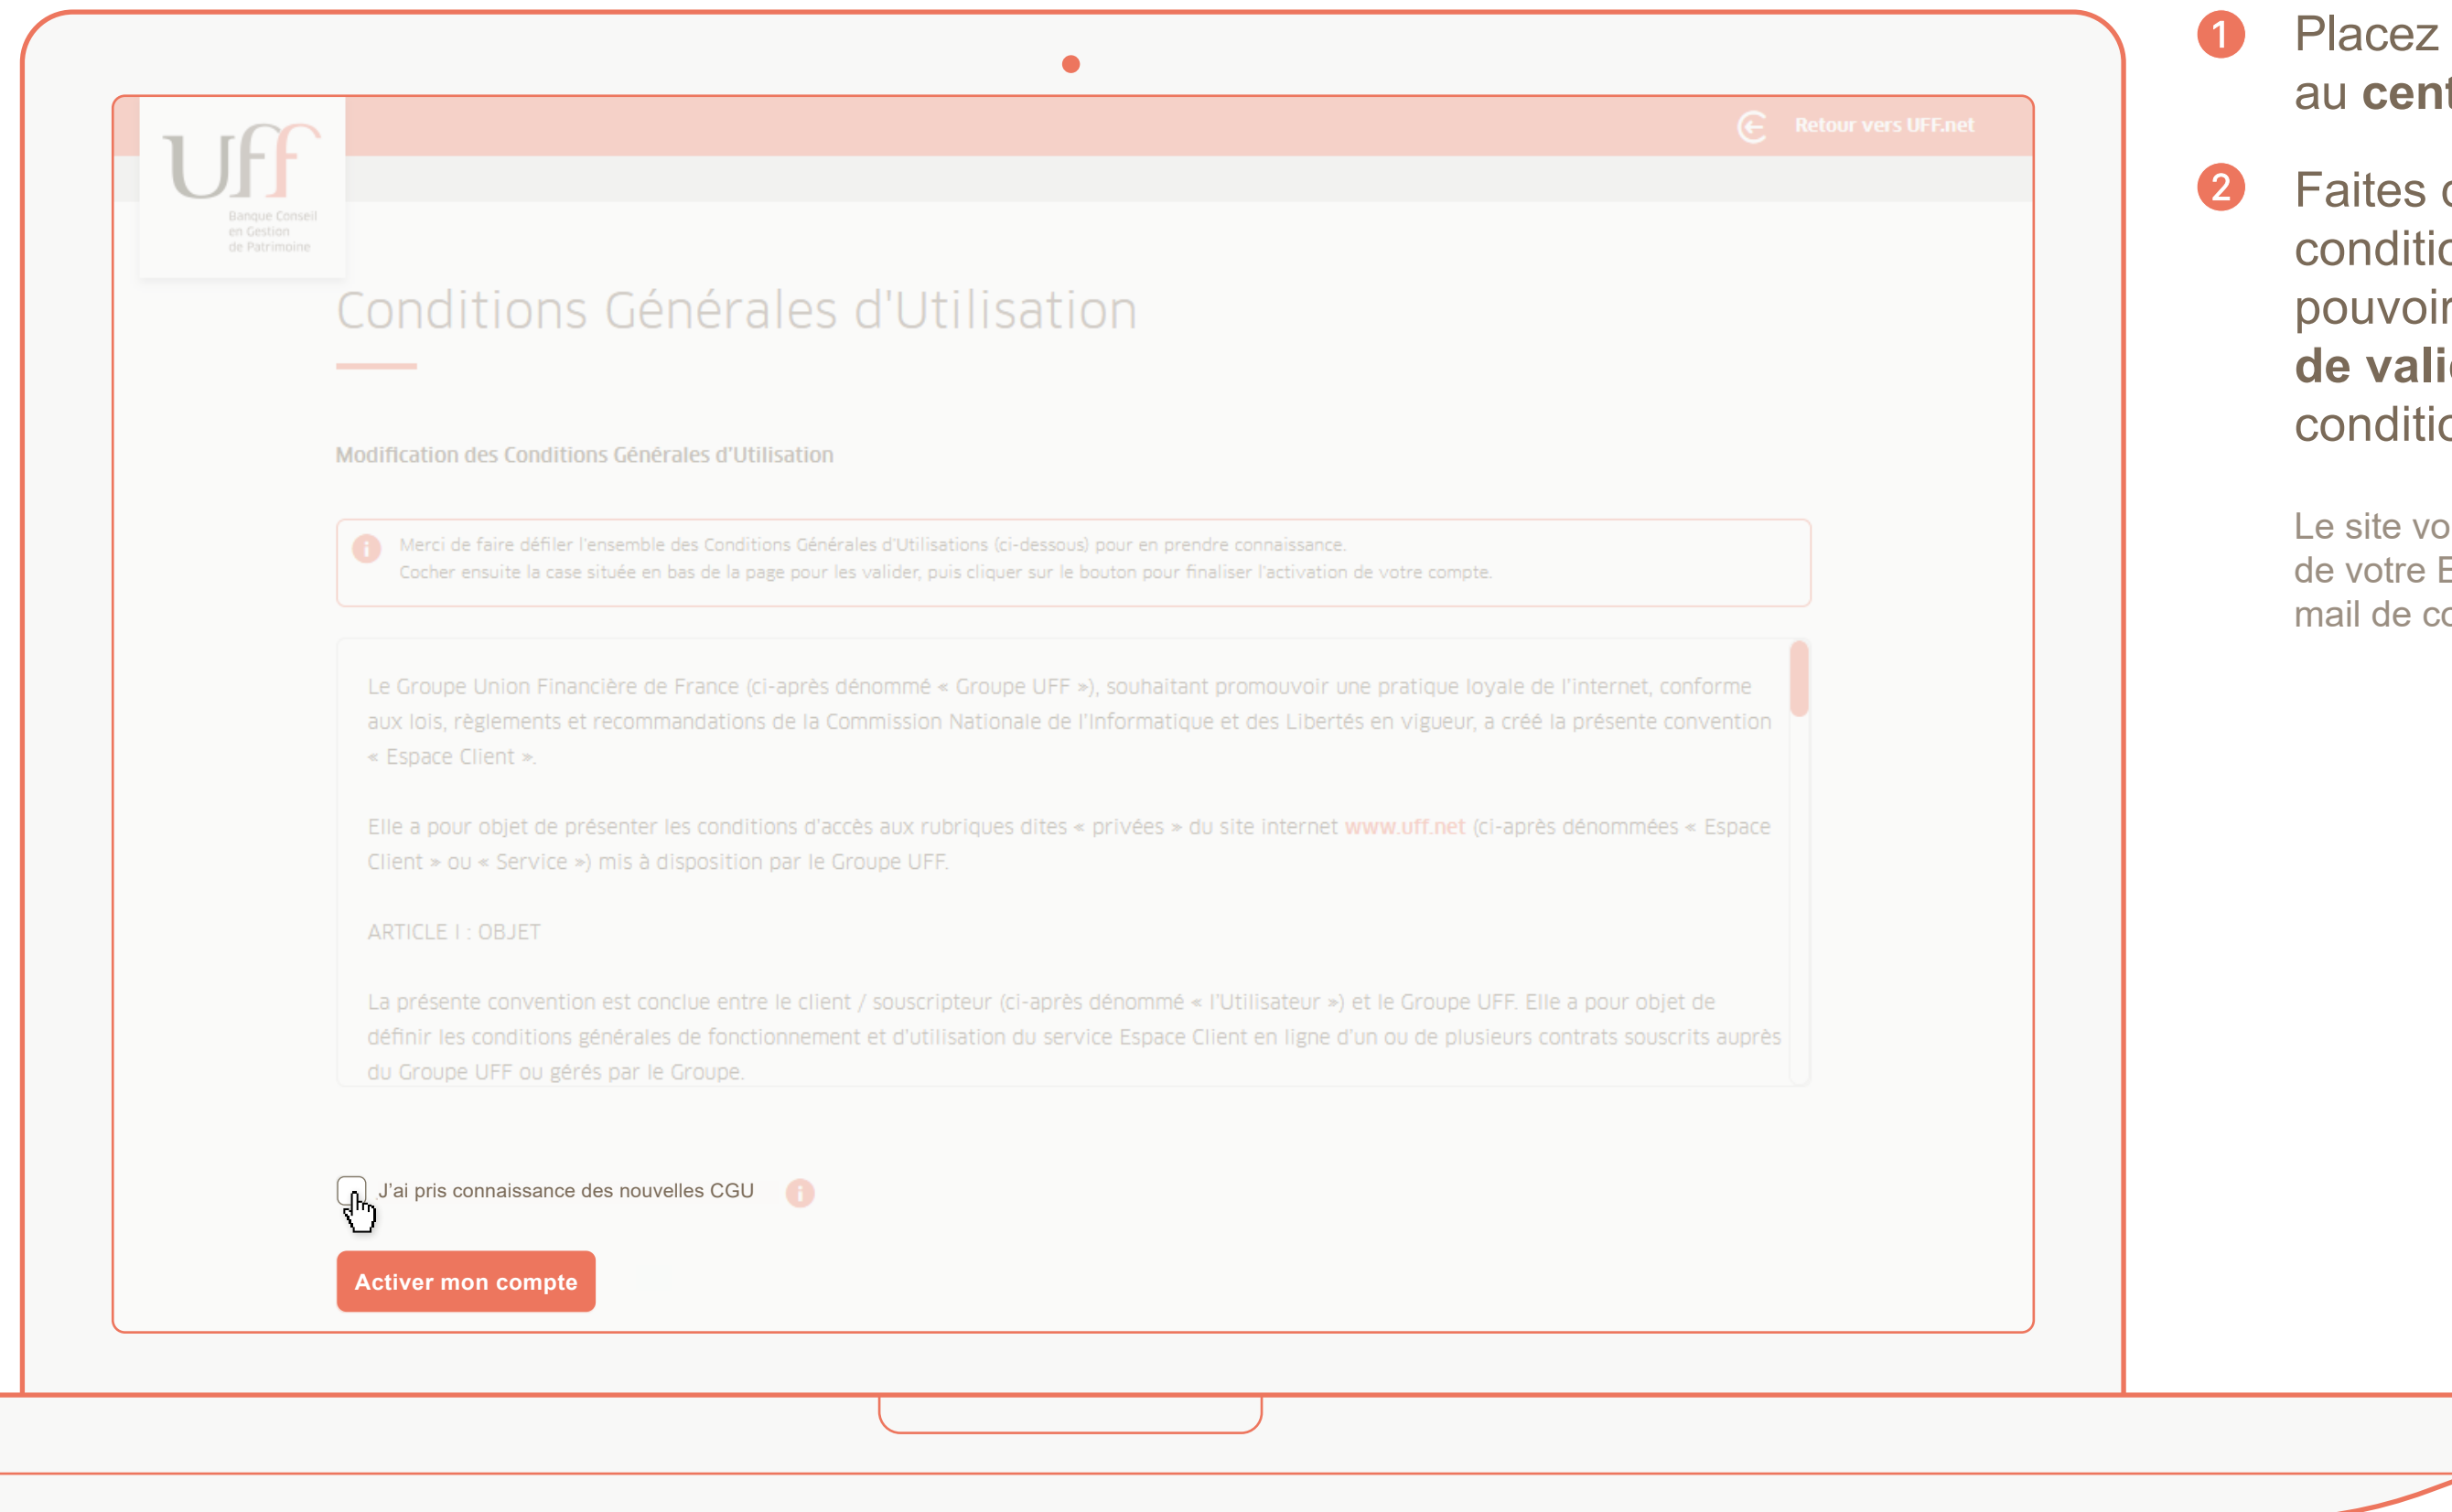 Retour vers UFF.net
uff
Banque Conseil
en Gestion
de Patrimoine
Conditions Générales d'Utilisation
Modification des Conditions Générales d'Utilisation
Merci de faire défiler l'ensemble des Conditions Générales d'Utilisations (ci-dessous) pour en prendre connaissance.
Cocher ensuite la case située en bas de la page pour les valider, puis cliquer sur le bouton pour finaliser l'activation de votre compte.
Le Groupe Union Financière de France (ci-après dénommé « Groupe UFF »), souhaitant promouvoir une pratique loyale de l'internet, conforme
aux lois, règlements et recommandations de la Commission Nationale de l'Informatique et des Libertés en vigueur, a créé la présente convention
« Espace Client ».
Elle a pour objet de présenter les conditions d'accès aux rubriques dites « privées » du site internet www.uff.net (ci-après dénommées « Espace
Client » ou « Service ») mis à disposition par le Groupe UFF.
ARTICLE I : OBJET
La présente convention est conclue entre le client / souscripteur (ci-après dénommé « l'Utilisateur ») et le Groupe UFF. Elle a pour objet de
définir les conditions générales de fonctionnement et d'utilisation du service Espace Client en ligne d'un ou de plusieurs contrats souscrits auprès
du Groupe UFF ou gérés par le Groupe.
J'ai pris connaissance des nouvelles CGU
Activer mon compte
1 Placez
au
2 Faites
pouvoir
de
Le site
de votre
mail de